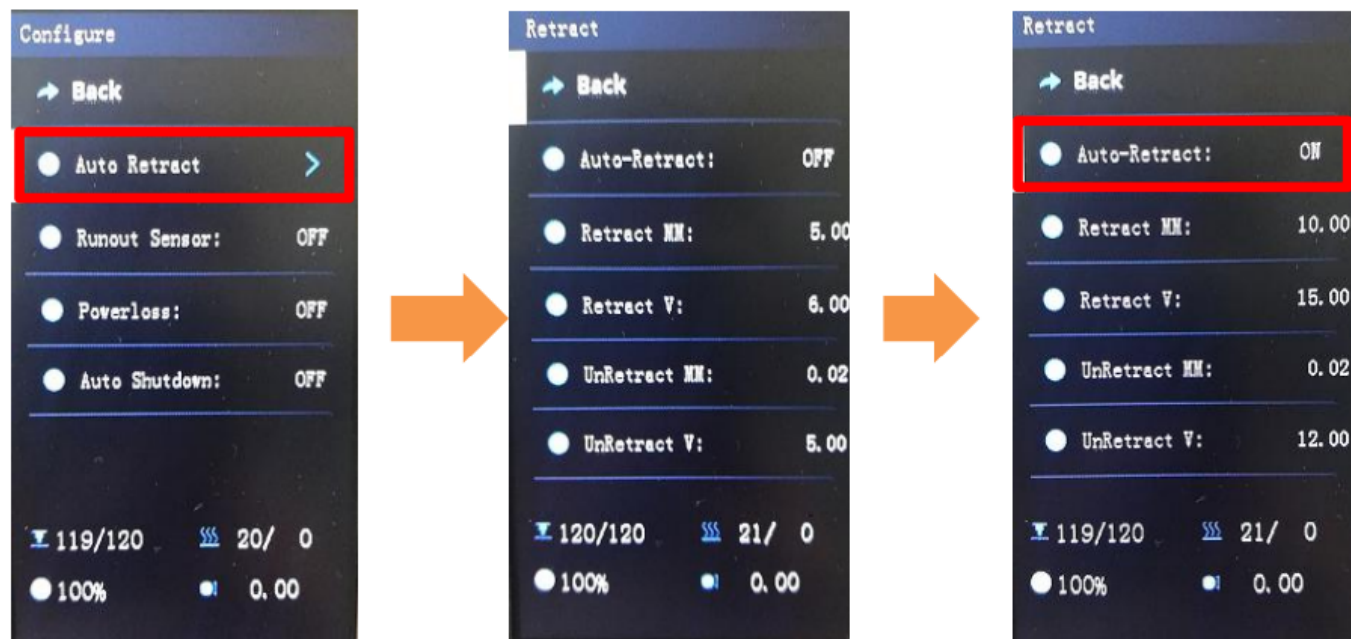 Configure
Back
Auto Retract >
Runout Sensor: OFF
Powerloss: OFF
Auto Shutdown: OFF
119/120 20/ 0
100% 0.00
Retract
Back
Auto-Retract: OFF
Retract MM: 5.00
Retract V: 6.00
UnRetract MM: 0.02
UnRetract V: 5.00
120/120 21/ 0
100% 0.00
Retract
Back
Auto-Retract: ON
Retract MM: 10.00
Retract V: 15.00
UnRetract MM: 0.02
UnRetract V: 12.00
119/120 21/ 0
100% 0.00